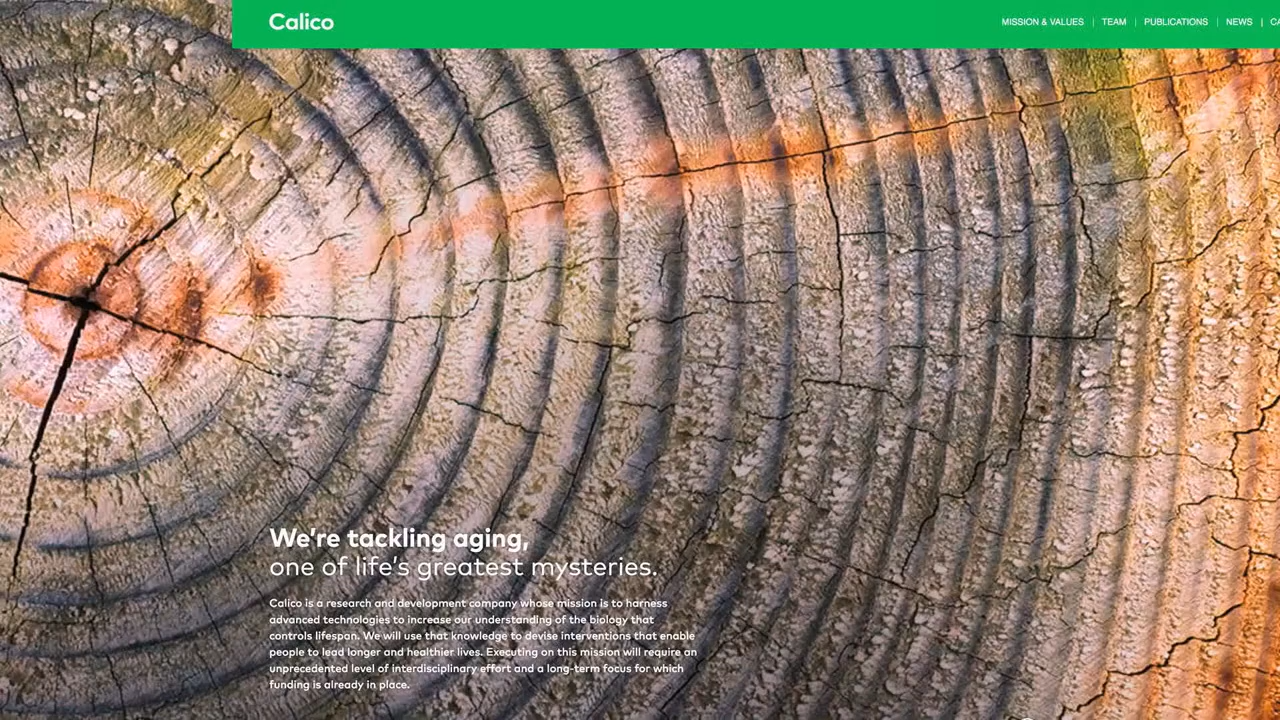 Calico
MISSION & VALUES | TEAM | PUBLICATIONS | NEWS |
We're tackling aging,
one of life's greatest mysteries.
Calico is a research and development company whose mission is to harness
advanced technologies to increase our understanding of the biology that
controls lifespan. We will use that knowledge to devise interventions that enable
people to lead longer and healthier lives. Executing on this mission will require an
unprecedented level of interdisciplinary effort and a long-term focus for which
funding is already in place.